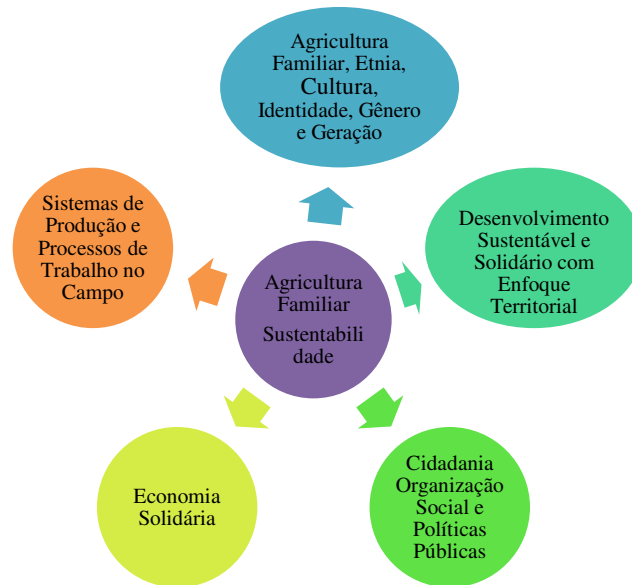 Agricultura
Familiar, Etnia,
Cultura,
Identidade, Gênero
e Geração
Sistemas de
Produção e
Processos de
Trabalho no
Campo
Desenvolvimento
Sustentável e
Solidário com
Enfoque
Territorial
Agricultura
Familiar
Sustentabili
dade
Economia
Solidária
Cidadania
Organização
Social e
Políticas
Públicas